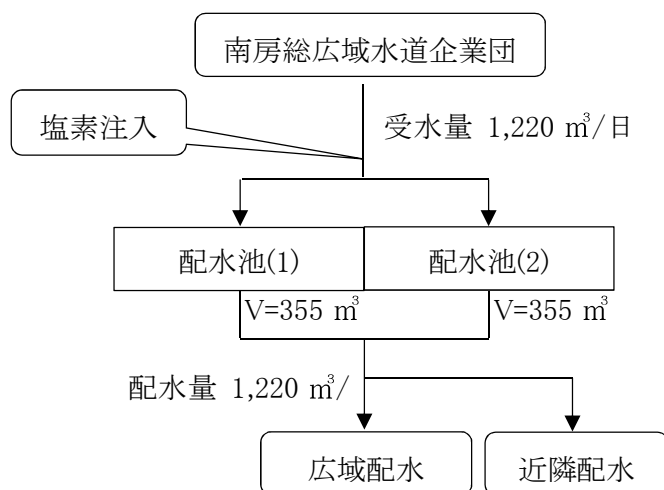 南房総広域水道企業団
塩素注入
受水量 1,220 ㎥/日
配水池(1)
配水池(2)
V=355 ㎥
V=355 ㎥
配水量 1,220 ㎥/
広域配水
近隣配水